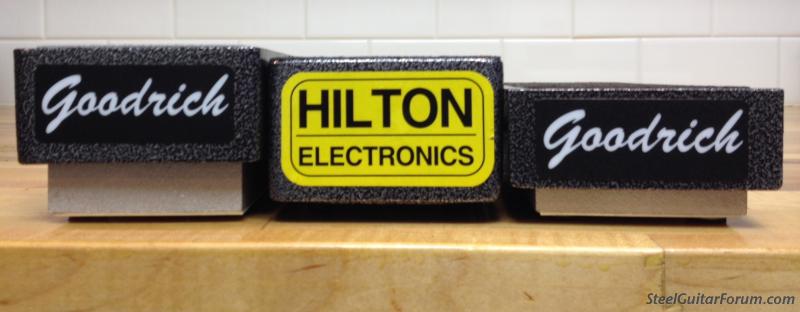 Goodrich
HILTON
ELECTRONICS
Goodrich
SteelGuitarForum.com